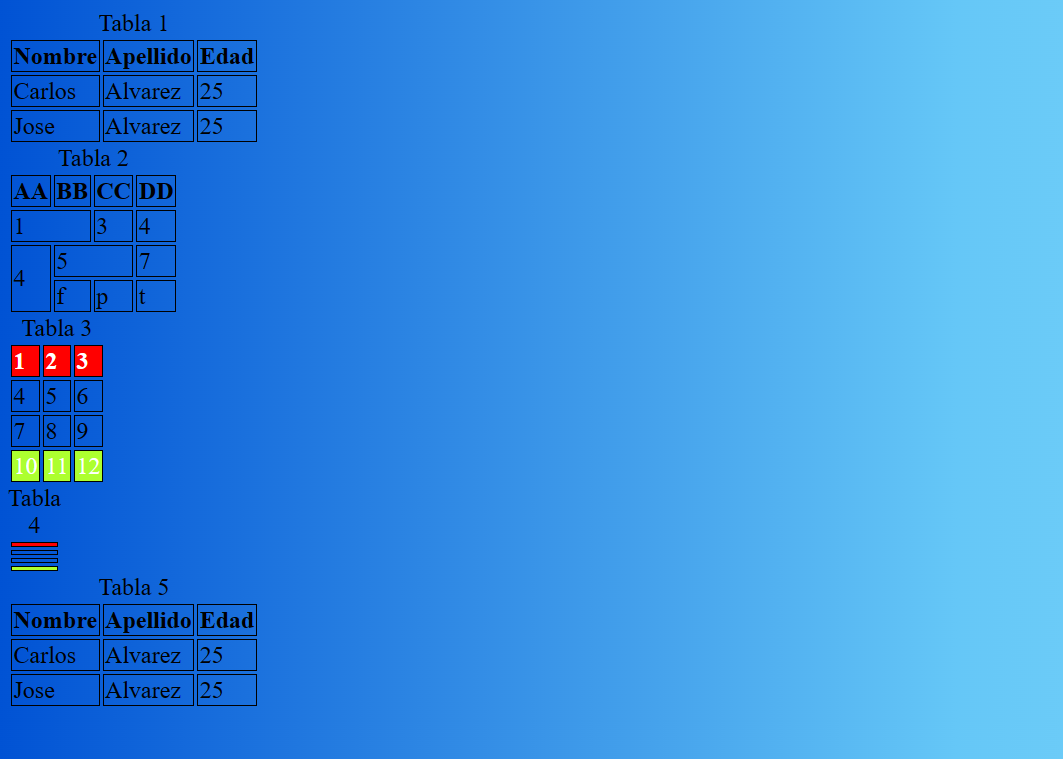 Tabla 1
Nombre Apellido Edad
Carlos Alvarez 25
Jose Alvarez 25
Tabla 2
AA BB CC DD
1 3 4
4 5 7
f p t
Tabla 3
1 2 3
4 5 6
7 8 9
10 11 12
Tabla
4
Tabla 5
Nombre Apellido Edad
Carlos Alvarez 25
Jose Alvarez 25